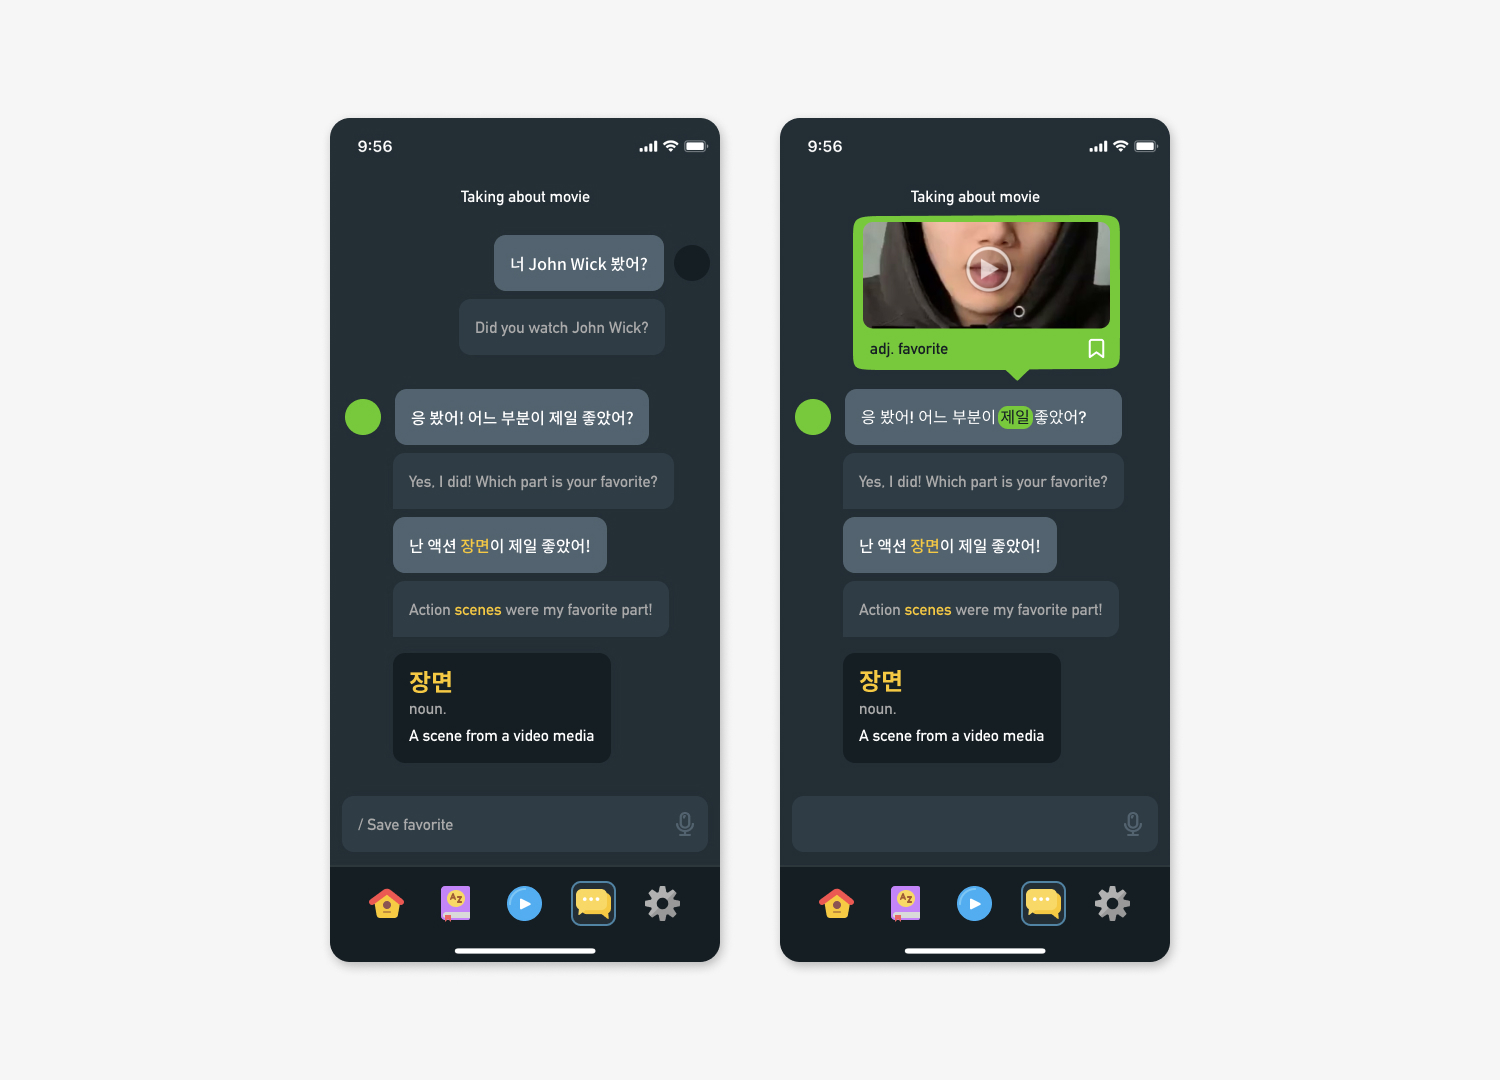 9:56
Taking about movie
너 John Wick 봤어?
Did you watch John Wick?
응 봤어! 어느 부분이 제일 좋았어?
Yes, I did! Which part is your favorite?
난 액션 장면이 제일 좋았어!
Action scenes were my favorite part!
장면
noun.
A scene from a video media
/ Save favorite
AZ
9:56
Taking about movie
adj. favorite
응 봤어! 어느 부분이 제일 좋았어?
Yes, I did! Which part is your favorite?
난 액션 장면이 제일 좋았어!
Action scenes were my favorite part!
장면
noun.
A scene from a video media
AZ